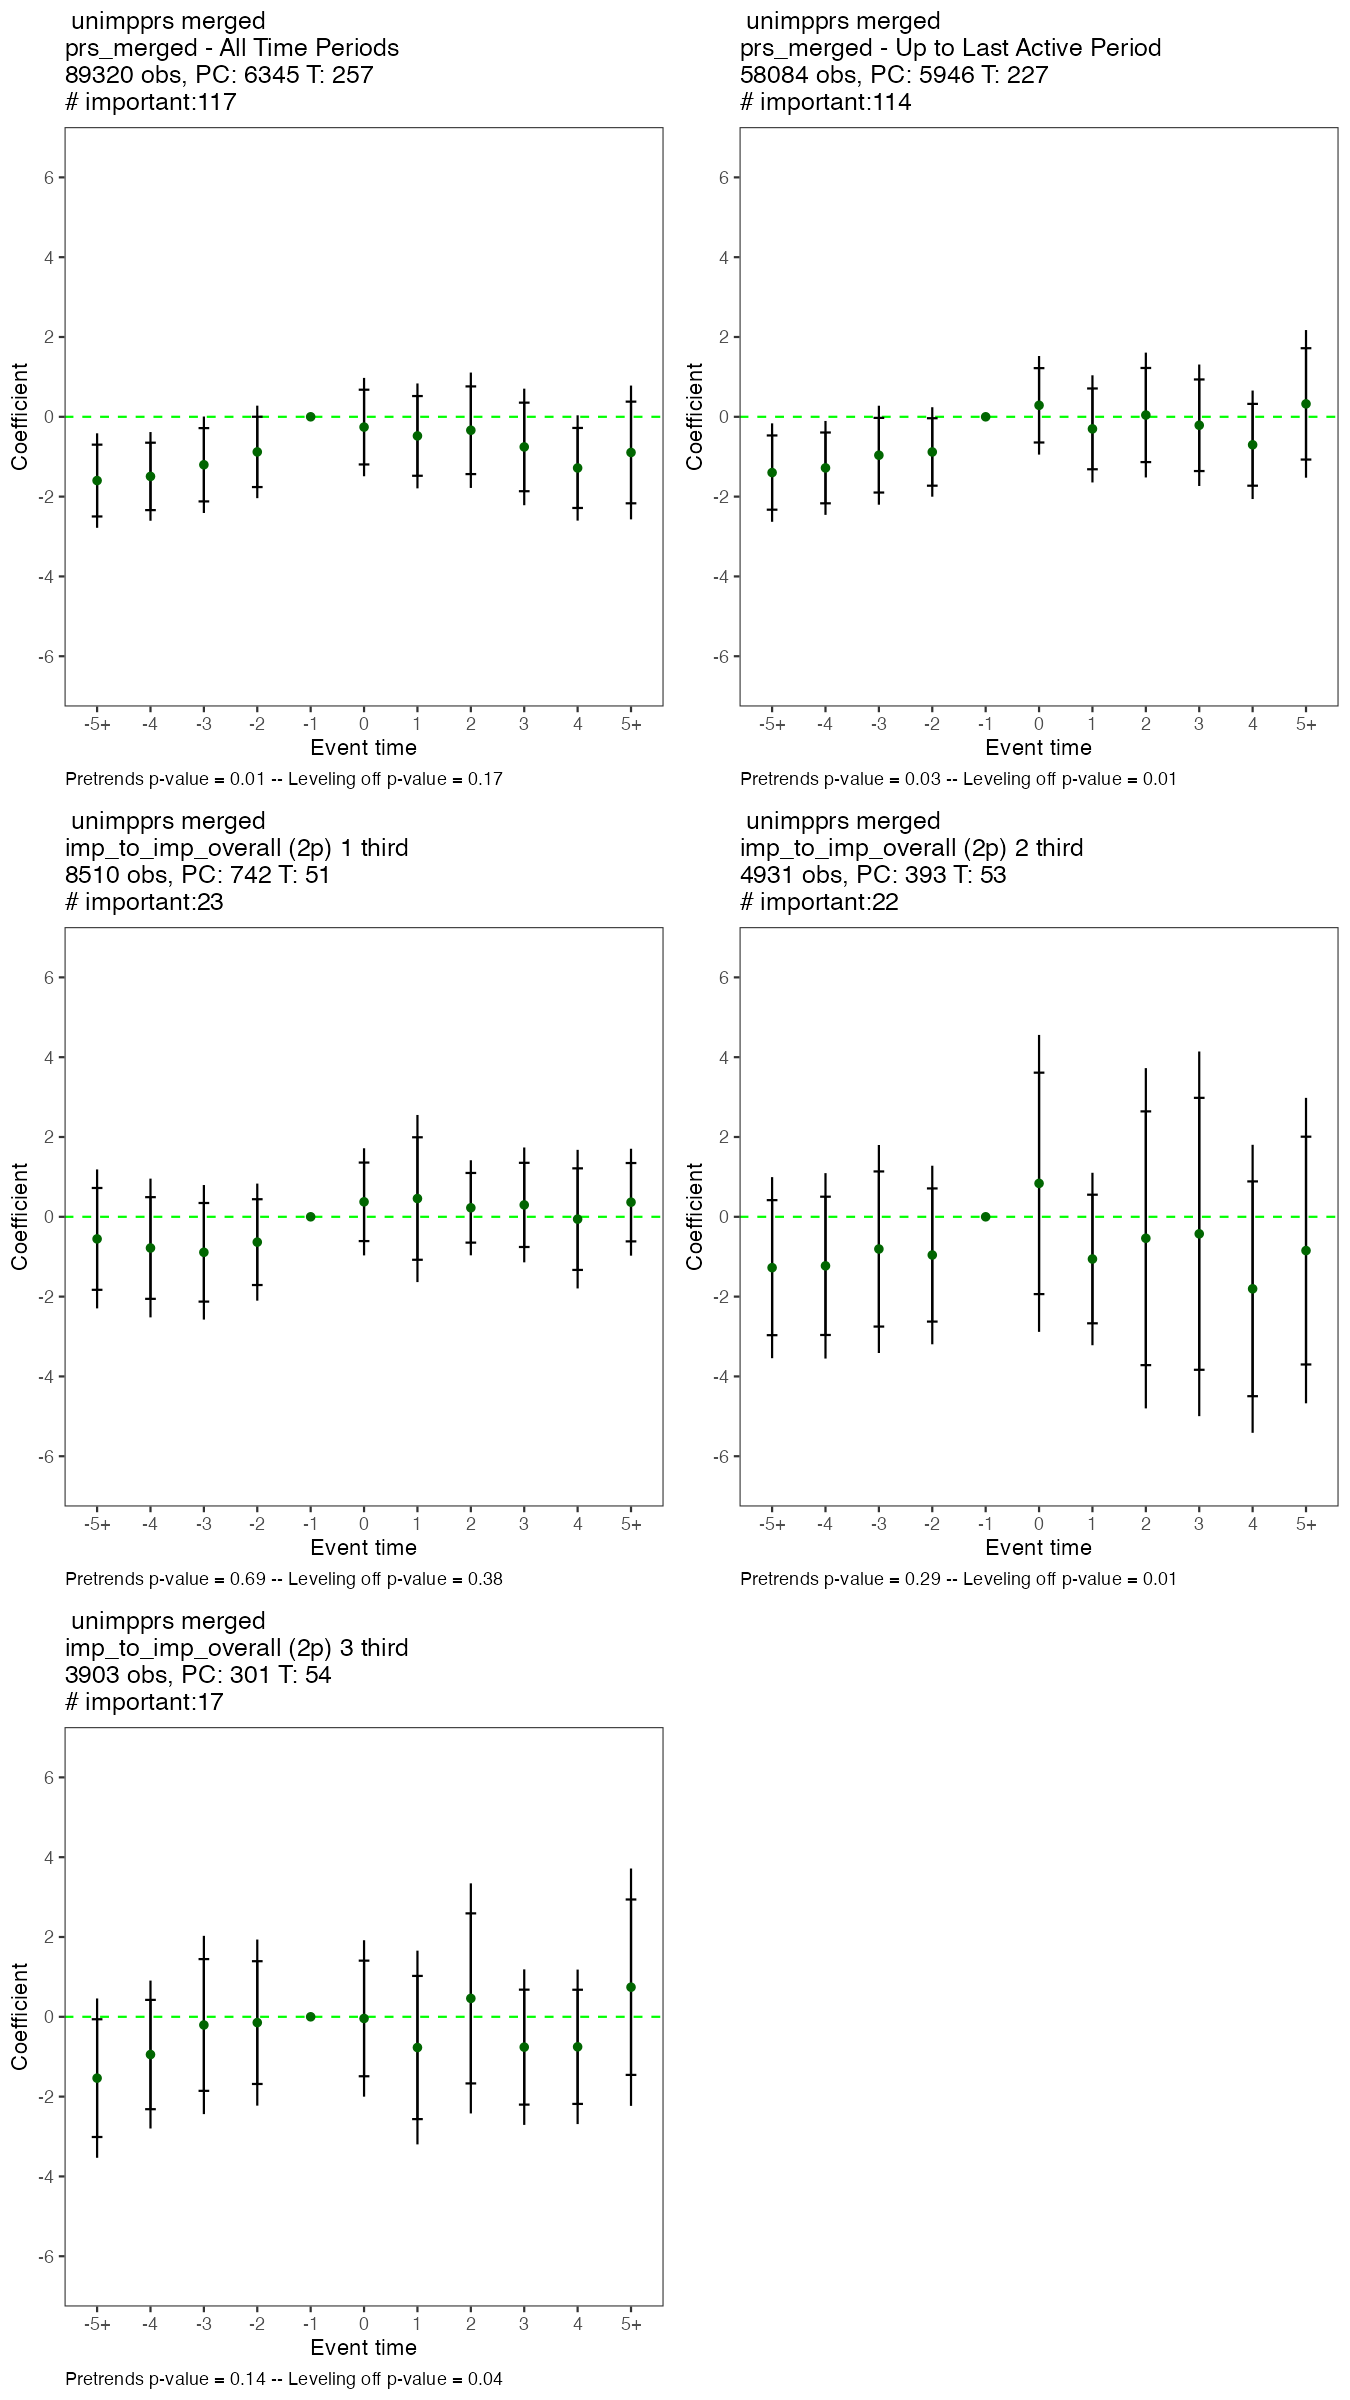 unimpprs merged
prs_merged - All Time Periods
89320 obs, PC: 6345 T: 257
# important:117
6
4
2
0
-2
-4
-6
Coefficient
-5+ -4 -3 -2 -1 0 1 2 3 4 5+
Event time
Pretrends p-value = 0.01 -- Leveling off p-value = 0.17
unimpprs merged
prs_merged - Up to Last Active Period
58084 obs, PC: 5946 T: 227
# important:114
6
4
2
0
-2
-4
-6
Coefficient
-5+ -4 -3 -2 -1 0 1 2 3 4 5+
Event time
Pretrends p-value = 0.03 -- Leveling off p-value = 0.01
unimpprs merged
imp_to_imp_overall (2p) 1 third
8510 obs, PC: 742 T: 51
# important:23
6
4
2
0
-2
-4
-6
Coefficient
-5+ -4 -3 -2 -1 0 1 2 3 4 5+
Event time
Pretrends p-value = 0.69 -- Leveling off p-value = 0.38
unimpprs merged
imp_to_imp_overall (2p) 2 third
4931 obs, PC: 393 T: 53
# important:22
6
4
2
0
-2
-4
-6
Coefficient
-5+ -4 -3 -2 -1 0 1 2 3 4 5+
Event time
Pretrends p-value = 0.29 -- Leveling off p-value = 0.01
unimpprs merged
imp_to_imp_overall (2p) 3 third
3903 obs, PC: 301 T: 54
# important:17
6
4
2
0
-2
-4
-6
Coefficient
-5+ -4 -3 -2 -1 0 1 2 3 4 5+
Event time
Pretrends p-value = 0.14 -- Leveling off p-value = 0.04